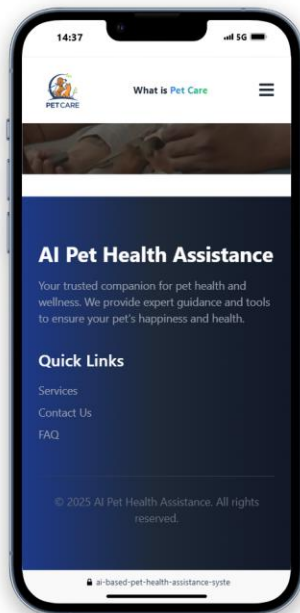 14:37
5G
PETCARE
What is Pet Care
AI Pet Health Assistance
Your trusted companion for pet health and
wellness. We provide expert guidance and tools
to ensure your pet's happiness and health.
Quick Links
Services
Contact Us
FAQ
© 2025 AI Pet Health Assistance. All rights
reserved.
ai-based-pet-health-assistance-syste